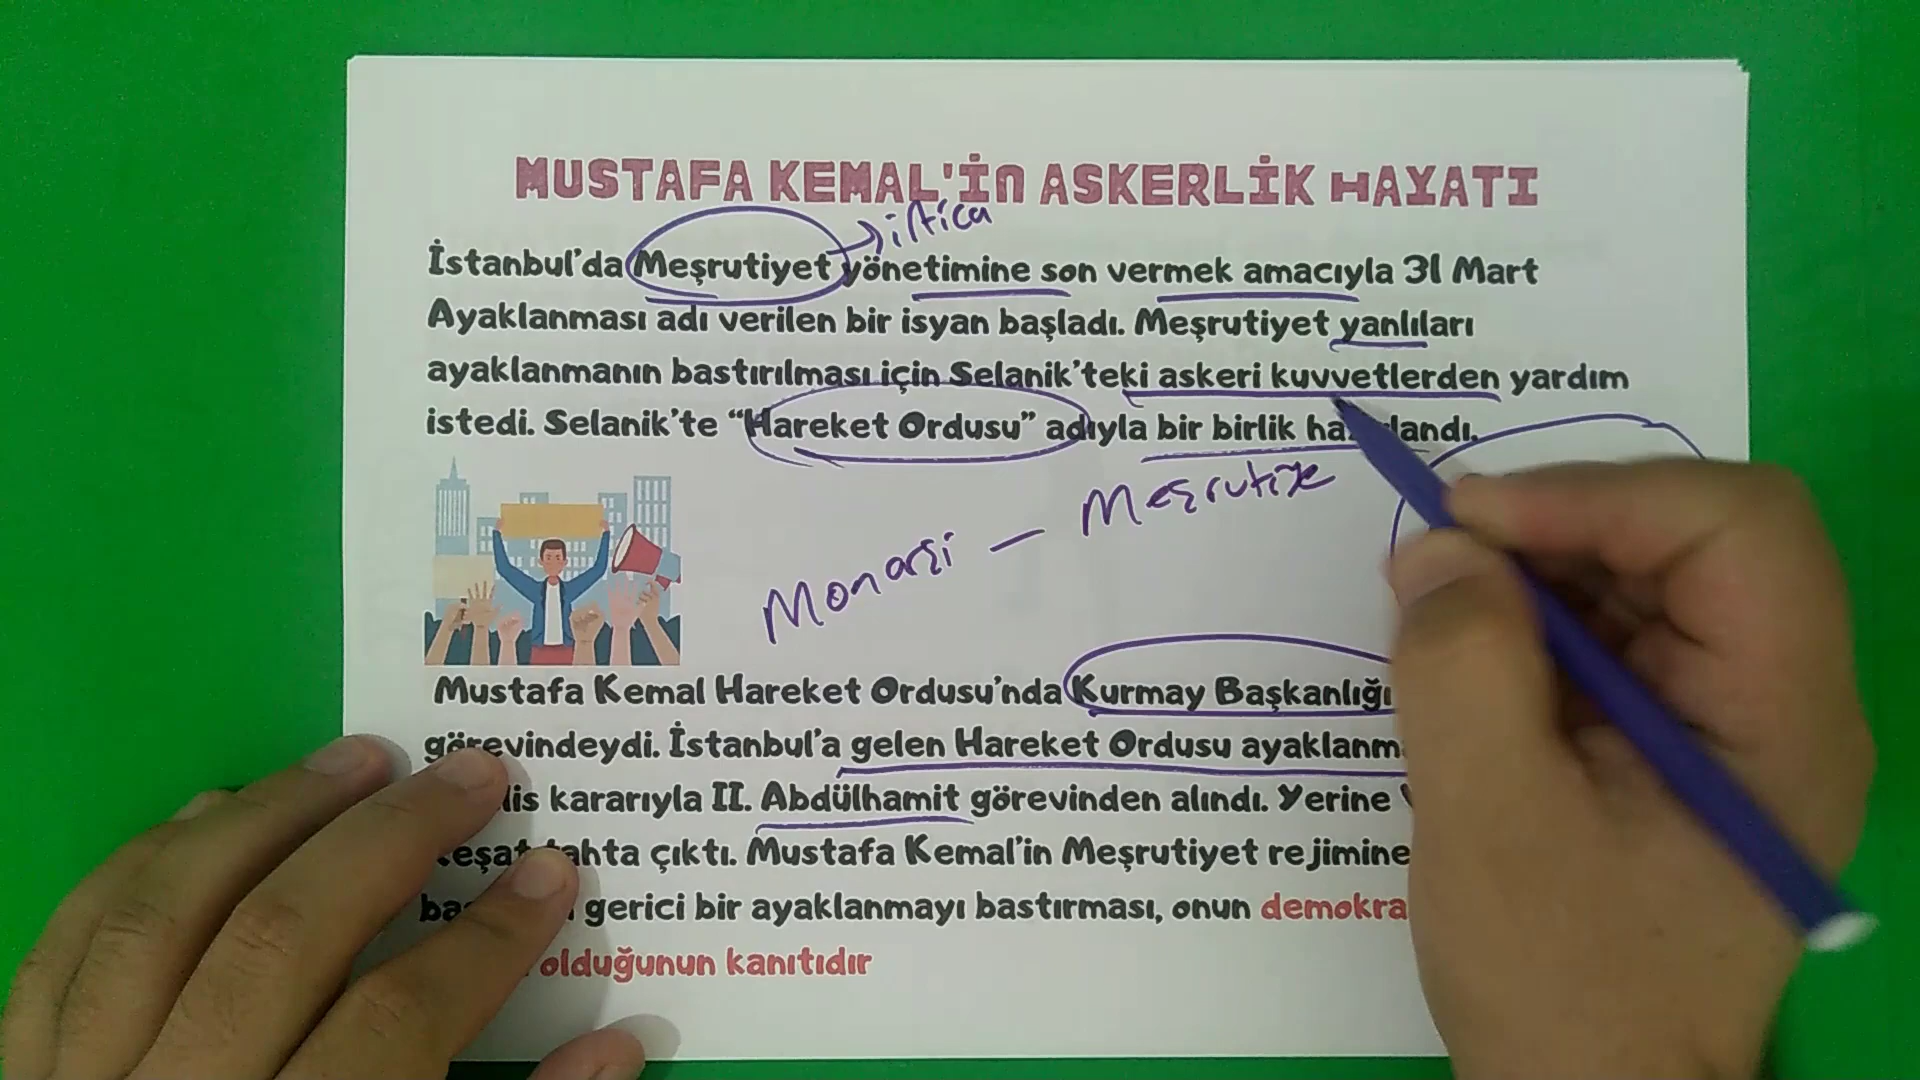 MUSTAFA KEMAL'İN ASKERLİK HAYATI
irtica
İstanbul'da Meşrutiyet yönetimine son vermek amacıyla 31 Mart
Ayaklanması adı verilen bir isyan başladı. Meşrutiyet yanlıları
ayaklanmanın bastırılması için Selanik'teki askeri kuvvetlerden yardım
istedi. Selanik'te “Hareket Ordusu” adıyla bir birlik
Monarşi - Meşrutiye
Mustafa Kemal Hareket Ordusu'nda Kurmay Başkanlığı
görevindeydi. İstanbul'a gelen Hareket Ordusu
kararıyla II. Abdülhamit görevinden alındı. Yerine
tahta çıktı. Mustafa Kemal'in Meşrutiyet rejimine
gerici bir ayaklanmayı bastırması, onun
olduğunun kanıtıdır